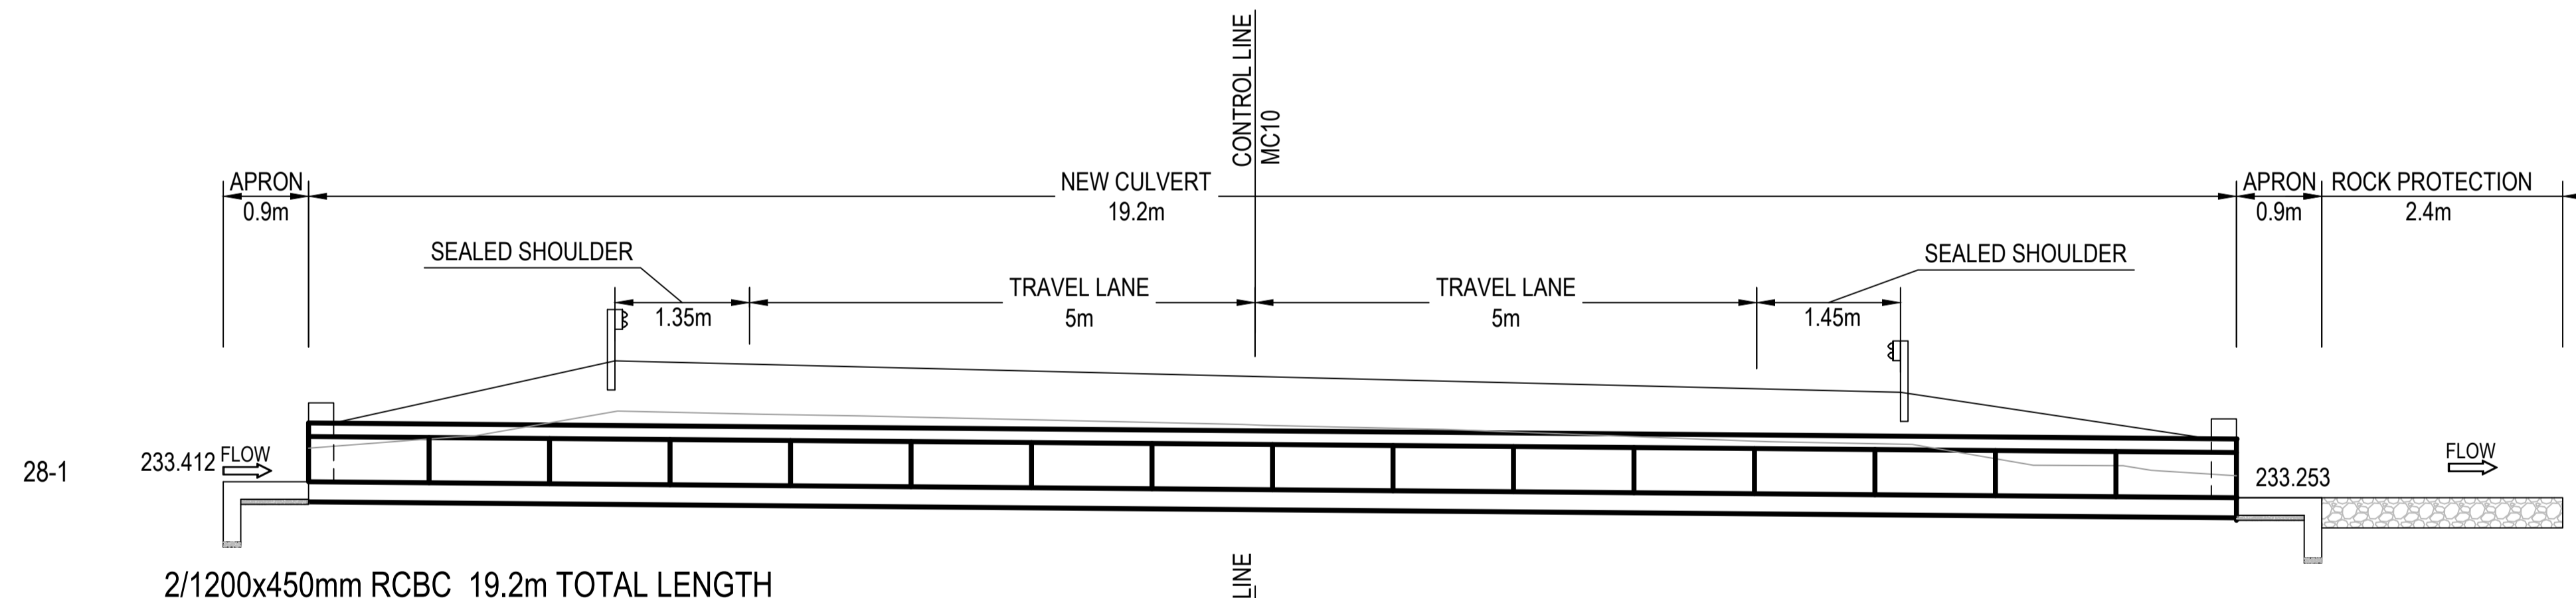 CONTROL LINE
MC10
APRON
0.9m
NEW CULVERT
19.2m
APRON
0.9m
ROCK PROTECTION
2.4m
SEALED SHOULDER
1.35m
TRAVEL LANE
5m
TRAVEL LANE
5m
SEALED SHOULDER
1.45m
28-1
233.412
FLOW
233.253
FLOW
2/1200x450mm RCBC 19.2m TOTAL LENGTH
LINE